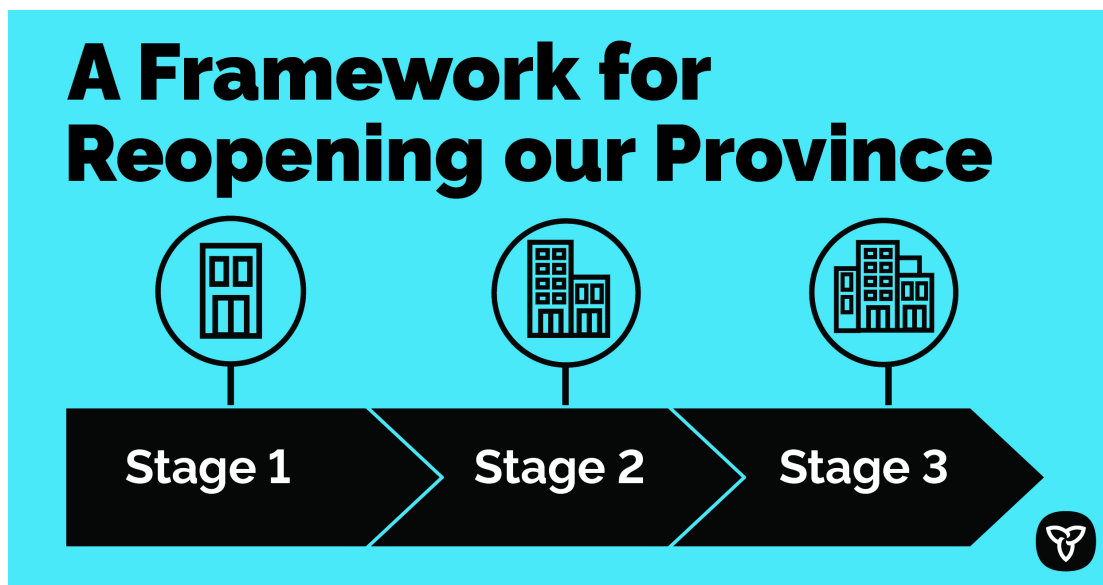 A Framework for
Reopening our Province
Stage 1
Stage 2
Stage 3